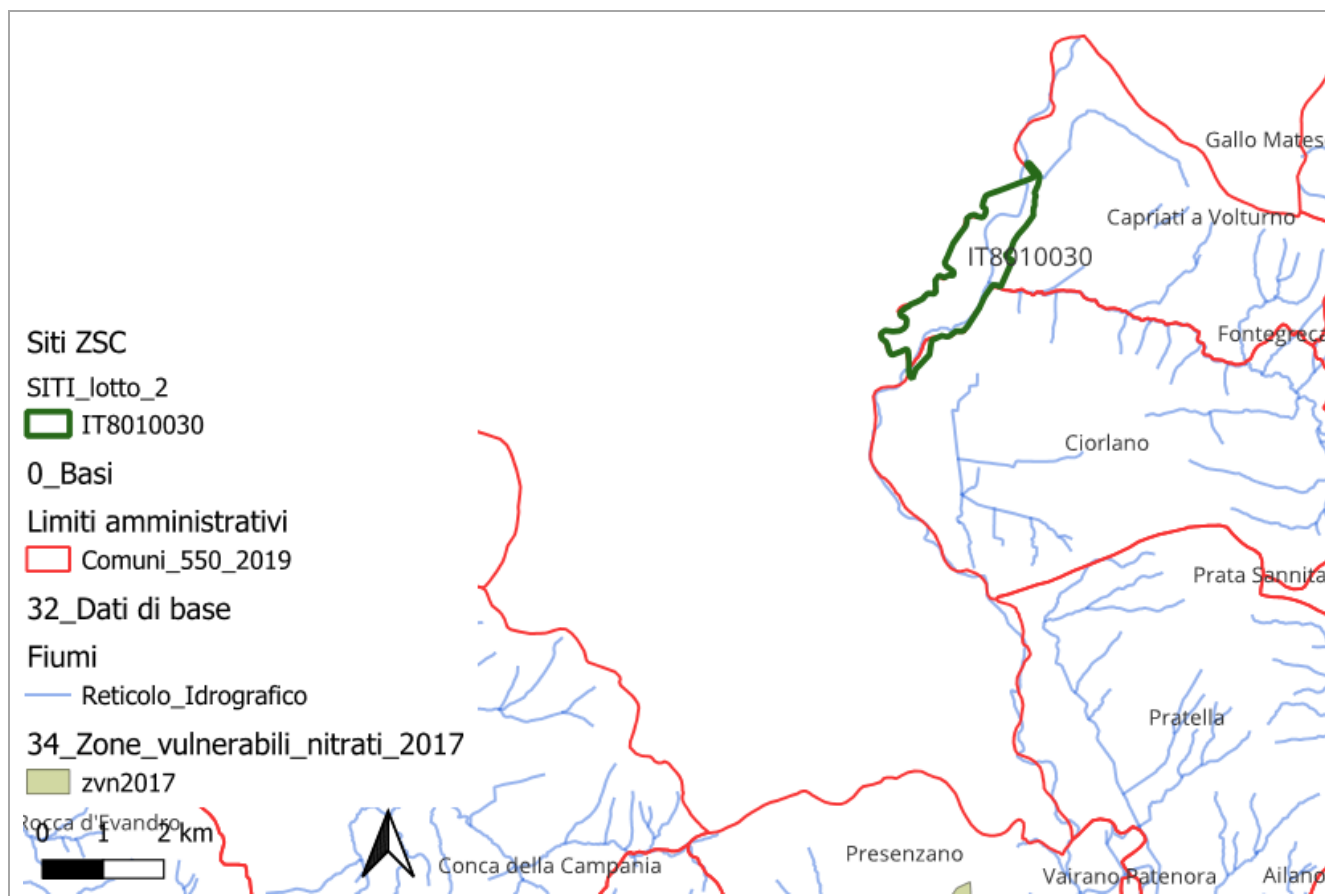 Gallo Mates
Capriati a Volturno
IT8010030
Fontegreca
Siti ZSC
SITI_lotto_2
IT8010030
0_Basi
Limiti amministrativi
Comuni_550_2019
32_Dati di base
Fiumi
Reticolo_Idrografico
34_Zone_vulnerabili_nitrati_2017
zvn2017
Ciorlano
Prata Sannita
Pratella
Rocca d'Evandro
0 1 2 km
Conca della Campania
Presenzano
Vairano Patenora
Ailano